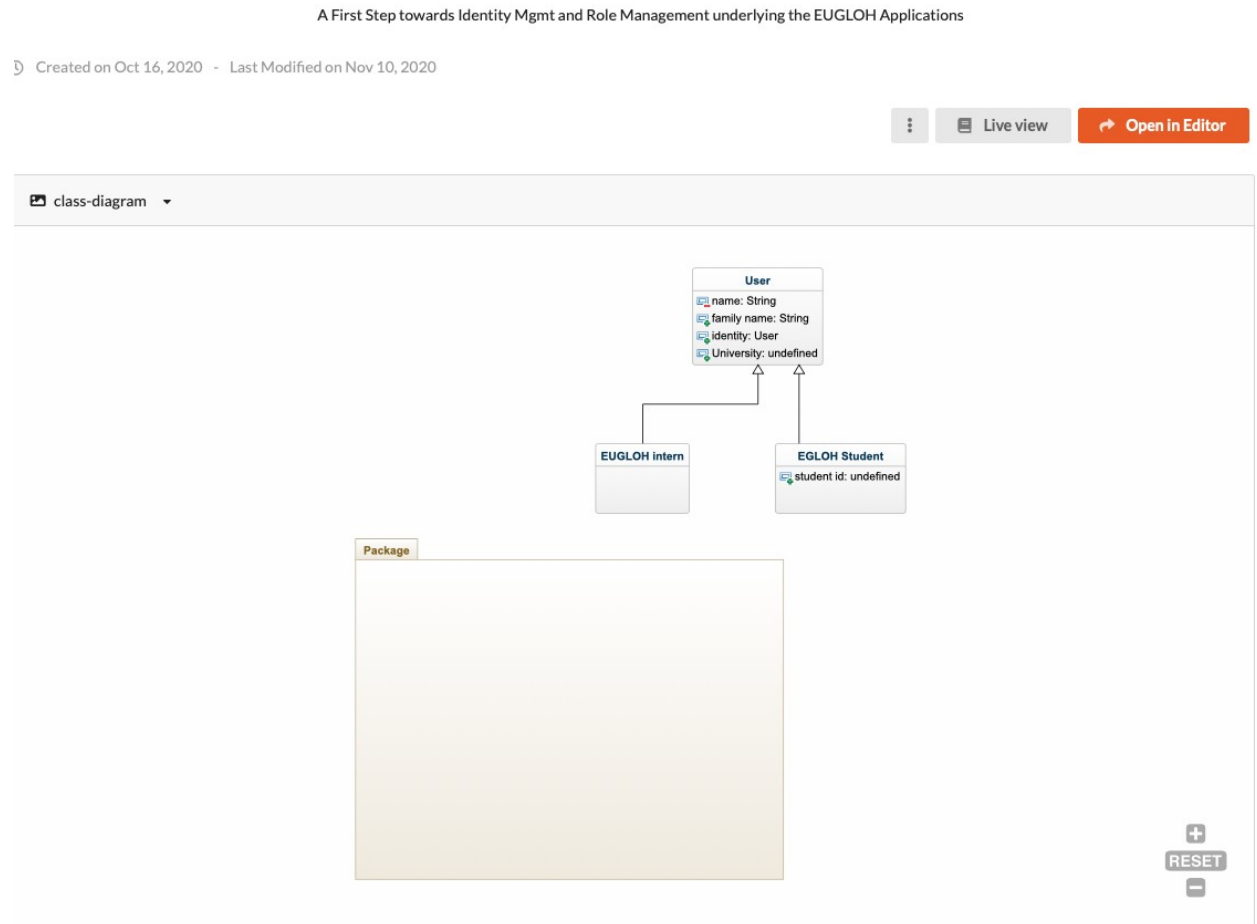 A First Step towards Identity Mgmt and Role Management underlying the EUGLOH Applications
Created on Oct 16, 2020 - Last Modified on Nov 10, 2020
Live view
Open in Editor
class-diagram
User
name: String
family name: String
identity: User
University: undefined
EUGLOH intern
EGLOH Student
student id: undefined
Package
RESET